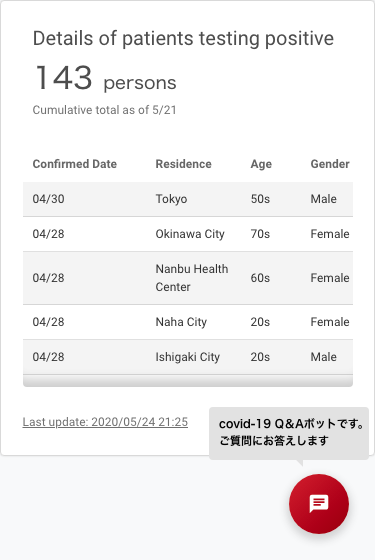 Details of patients testing positive
143 persons
Cumulative total as of 5/21
Confirmed Date Residence Age Gender
04/30 Tokyo 50s Male
04/28 Okinawa City 70s Female
04/28 Nanbu Health Center 60s Female
04/28 Naha City 20s Female
04/28 Ishigaki City 20s Male
Last update: 2020/05/24 21:25
covid-19 Q&Aボットです。
ご質問にお答えします